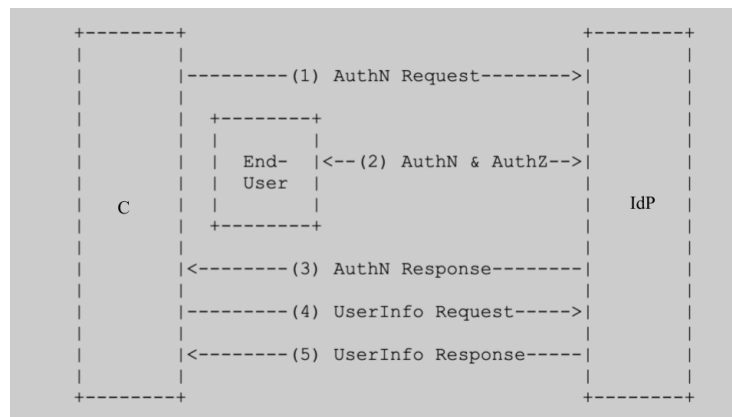 (1) AuthN Request
End-
<--(2) AuthN & AuthZ-->
User
C
IdP
(3) AuthN Response
(4) UserInfo Request
(5) UserInfo Response